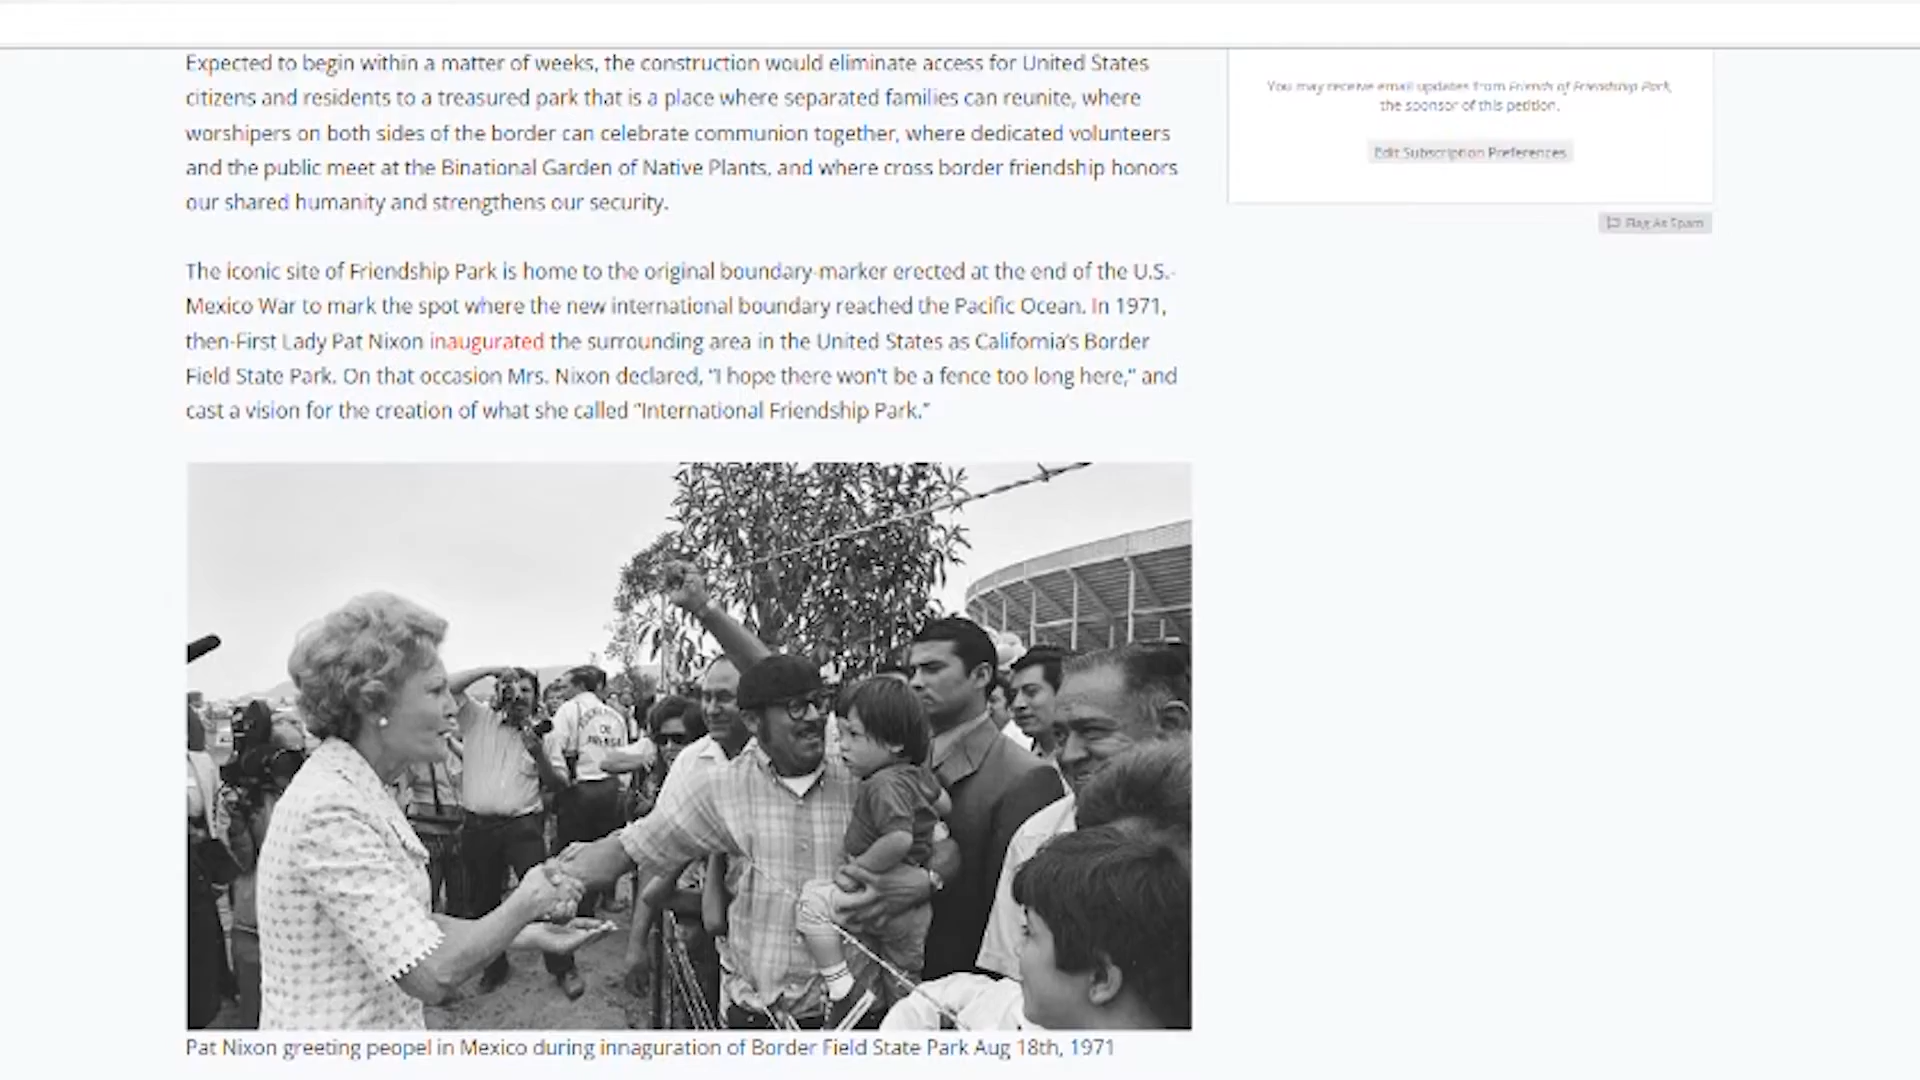 Expected to begin within a matter of weeks, the construction would eliminate access for United States
citizens and residents to a treasured park that is a place where separated families can reunite, where
worshipers on both sides of the border can celebrate communion together, where dedicated volunteers
and the public meet at the Binational Garden of Native Plants, and where cross border friendship honors
our shared humanity and strengthens our security.
The iconic site of Friendship Park is home to the original boundary-marker erected at the end of the U.S.-
Mexico War to mark the spot where the new international boundary reached the Pacific Ocean. In 1971,
then-First Lady Pat Nixon inaugurated the surrounding area in the United States as California's Border
Field State Park. On that occasion Mrs. Nixon declared, "I hope there won't be a fence too long here," and
cast a vision for the creation of what she called "International Friendship Park."
DE
PRENSA
Pat Nixon greeting peopel in Mexico during innaguration of Border Field State Park Aug 18th, 1971
You may receive email updates from Friends of Friendship Park,
the sponsor of this petition.
Edit Subscription Preferences
Flag As Spam